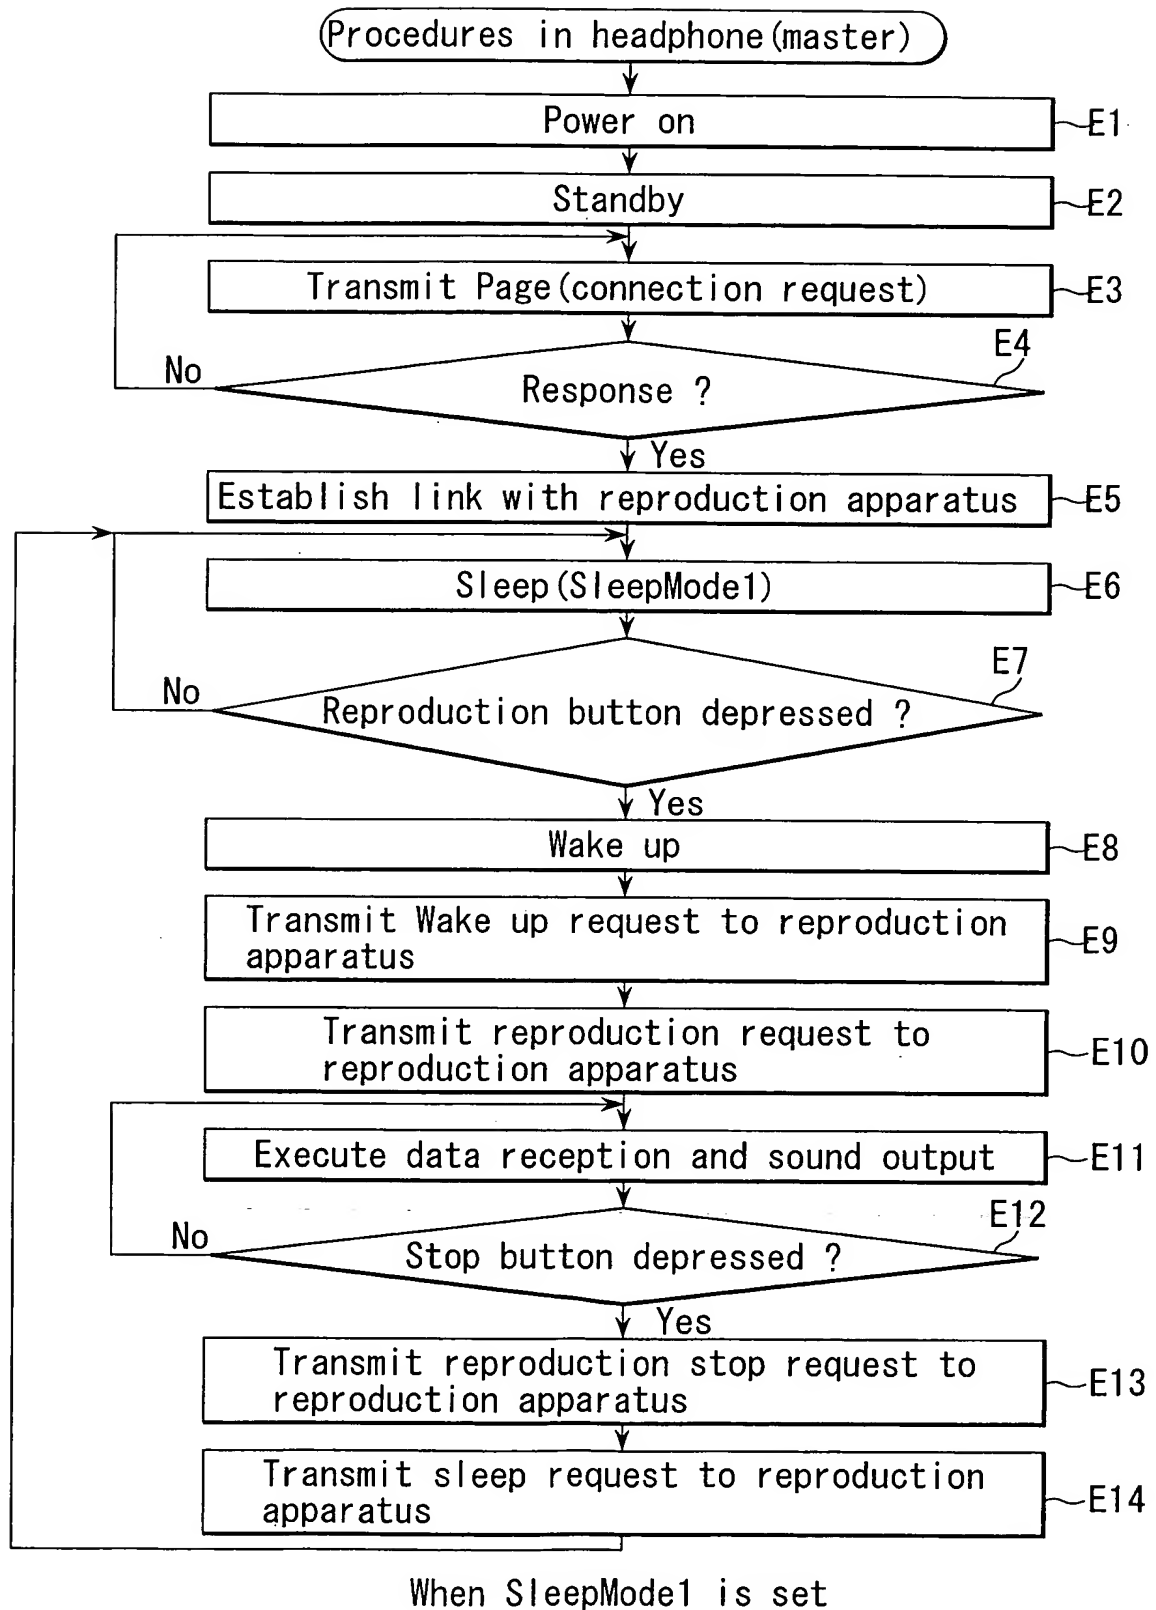 Procedures in headphone(master)
Power on
E1
Standby
E2
Transmit Page(connection request)
E3
E4
No
Response ?
Yes
Establish link with reproduction apparatus
E5
Sleep(SleepMode1)
E6
E7
No
Reproduction button depressed ?
Yes
Wake up
E8
Transmit Wake up request to reproduction
apparatus
E9
Transmit reproduction request to
reproduction apparatus
E10
Execute data reception and sound output
E11
E12
No
Stop button depressed ?
Yes
Transmit reproduction stop request to
reproduction apparatus
E13
Transmit sleep request to reproduction
apparatus
E14
When SleepMode1 is set